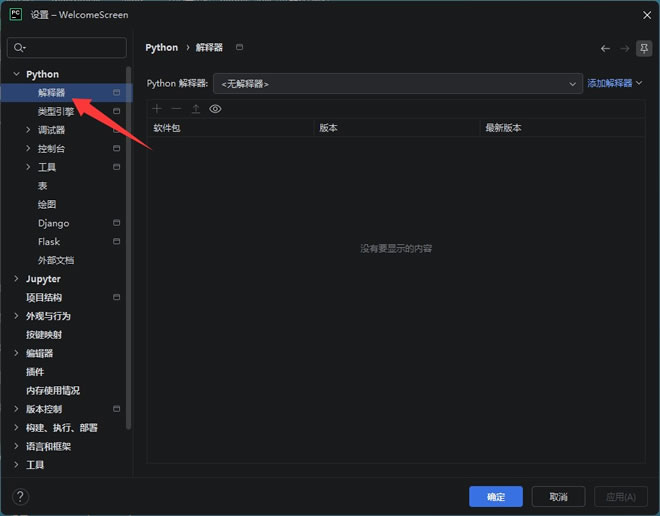 PC
设置 – WelcomeScreen
Python › 解释器
Python
解释器
类型引擎
调试器
控制台
工具
表
绘图
Django
Flask
外部文档
Jupyter
项目结构
外观与行为
按键映射
编辑器
插件
内存使用情况
版本控制
构建、执行、部署
语言和框架
工具
Python 解释器: <无解释器> 添加解释器
软件包 版本 最新版本
没有要显示的内容
? 确定 取消 应用(A)